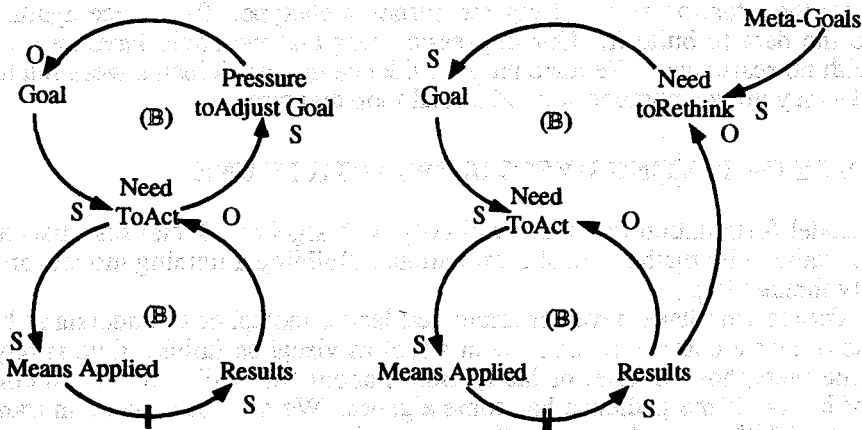 O
Goal
Pressure
toAdjust Goal
S
(B)
Need
S ToAct O
(B)
S
Means Applied
Results
S
Meta-Goals
S
Need
toRethink S
O
Goal
(B)
Need
S ToAct O
(B)
S
Means Applied
Results
S